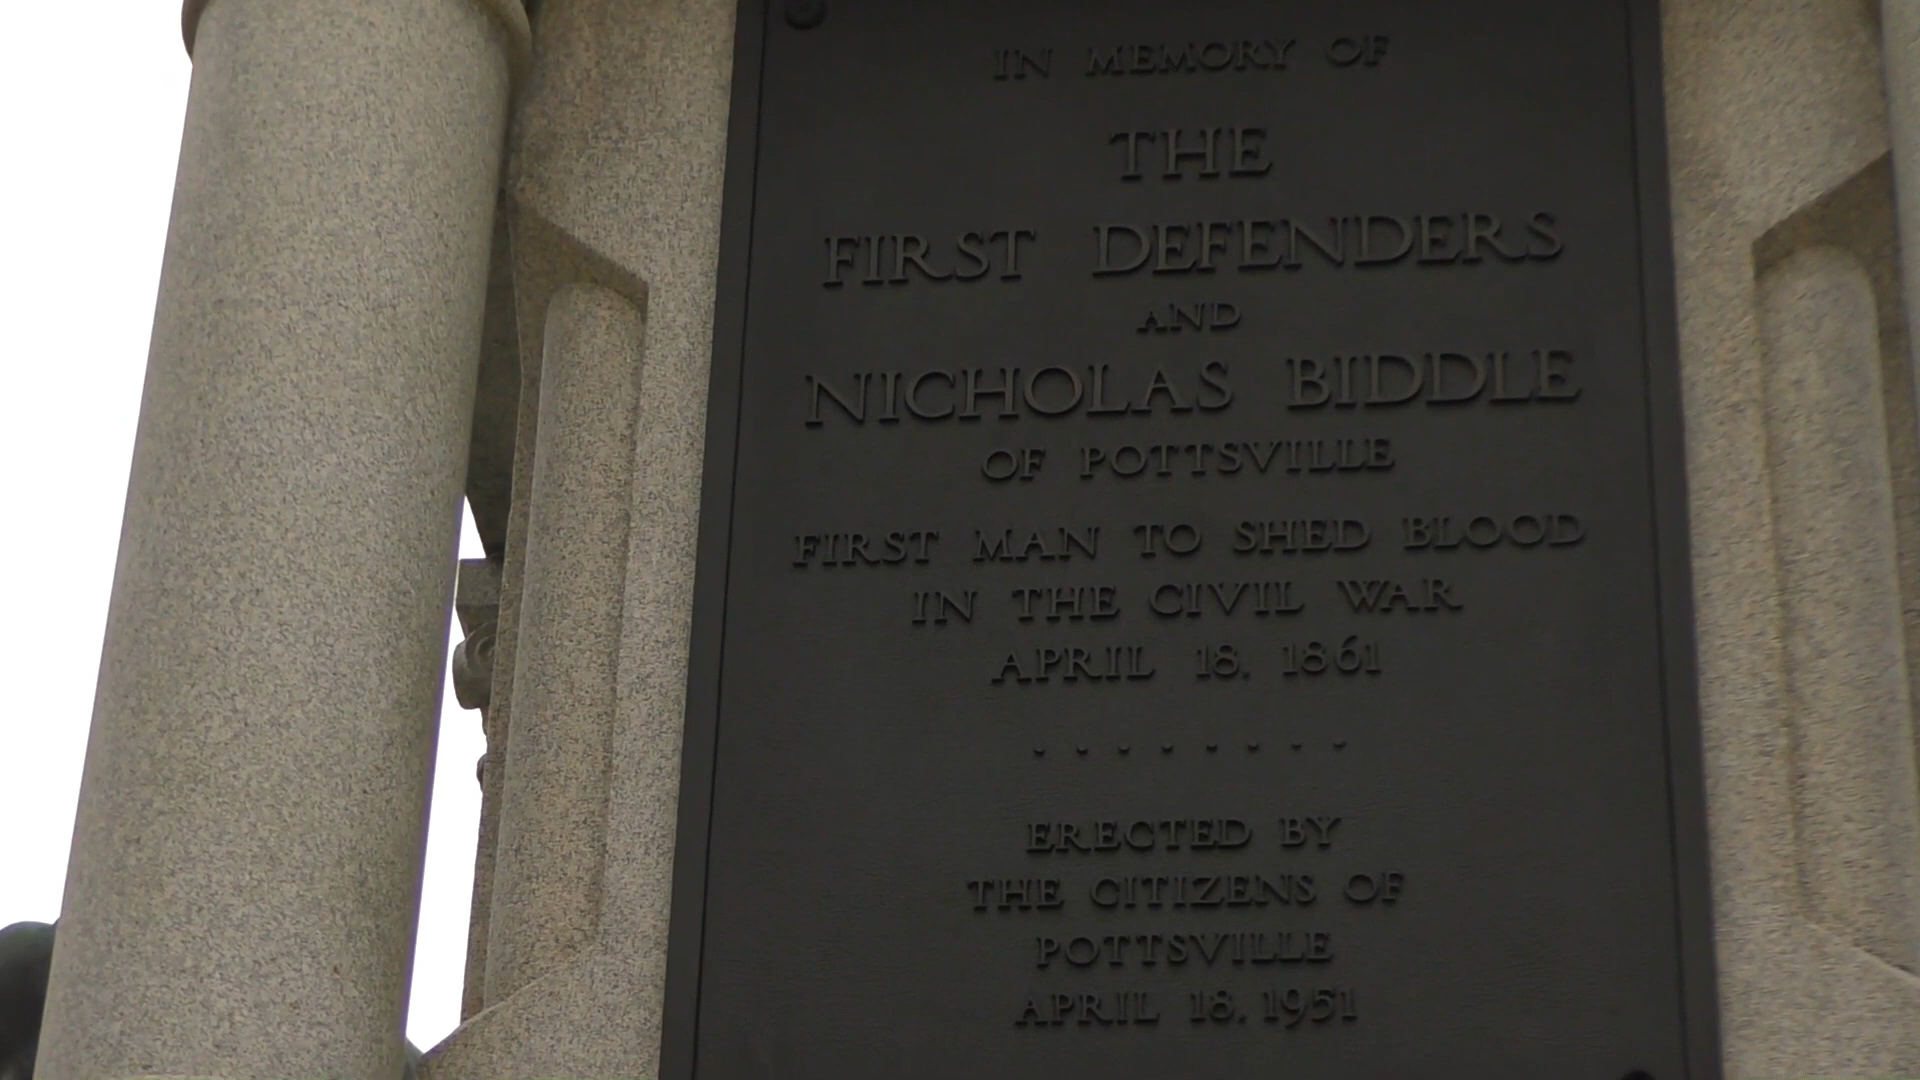 IN MEMORY OF
THE
FIRST DEFENDERS
AND
NICHOLAS BIDDLE
OF POTTSVILLE
FIRST MAN TO SHED BLOOD
IN THE CIVIL WAR
APRIL 18, 1861
. . . . . . . .
ERECTED BY
THE CITIZENS OF
POTTSVILLE
APRIL 18, 1951